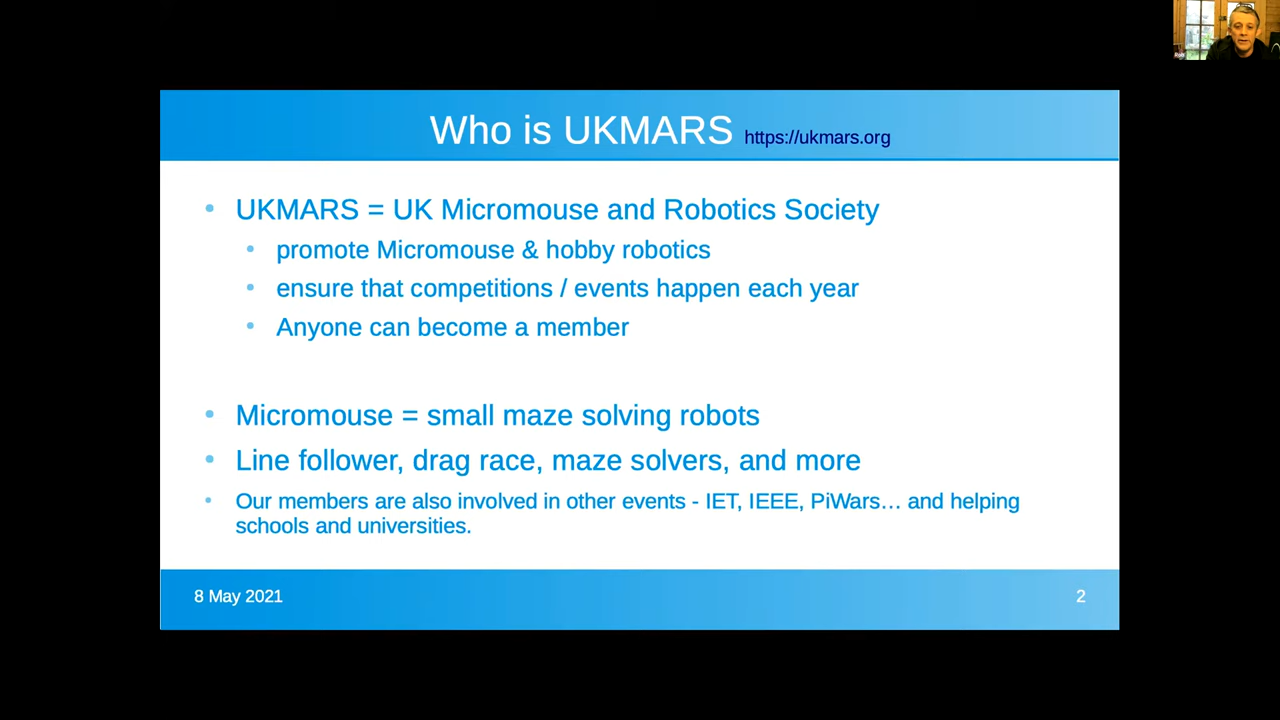 Who is UKMARS https://ukmars.org
UKMARS = UK Micromouse and Robotics Society
promote Micromouse & hobby robotics
ensure that competitions / events happen each year
Anyone can become a member
Micromouse = small maze solving robots
Line follower, drag race, maze solvers, and more
Our members are also involved in other events - IET, IEEE, PiWars... and helping
schools and universities.
8 May 2021
2